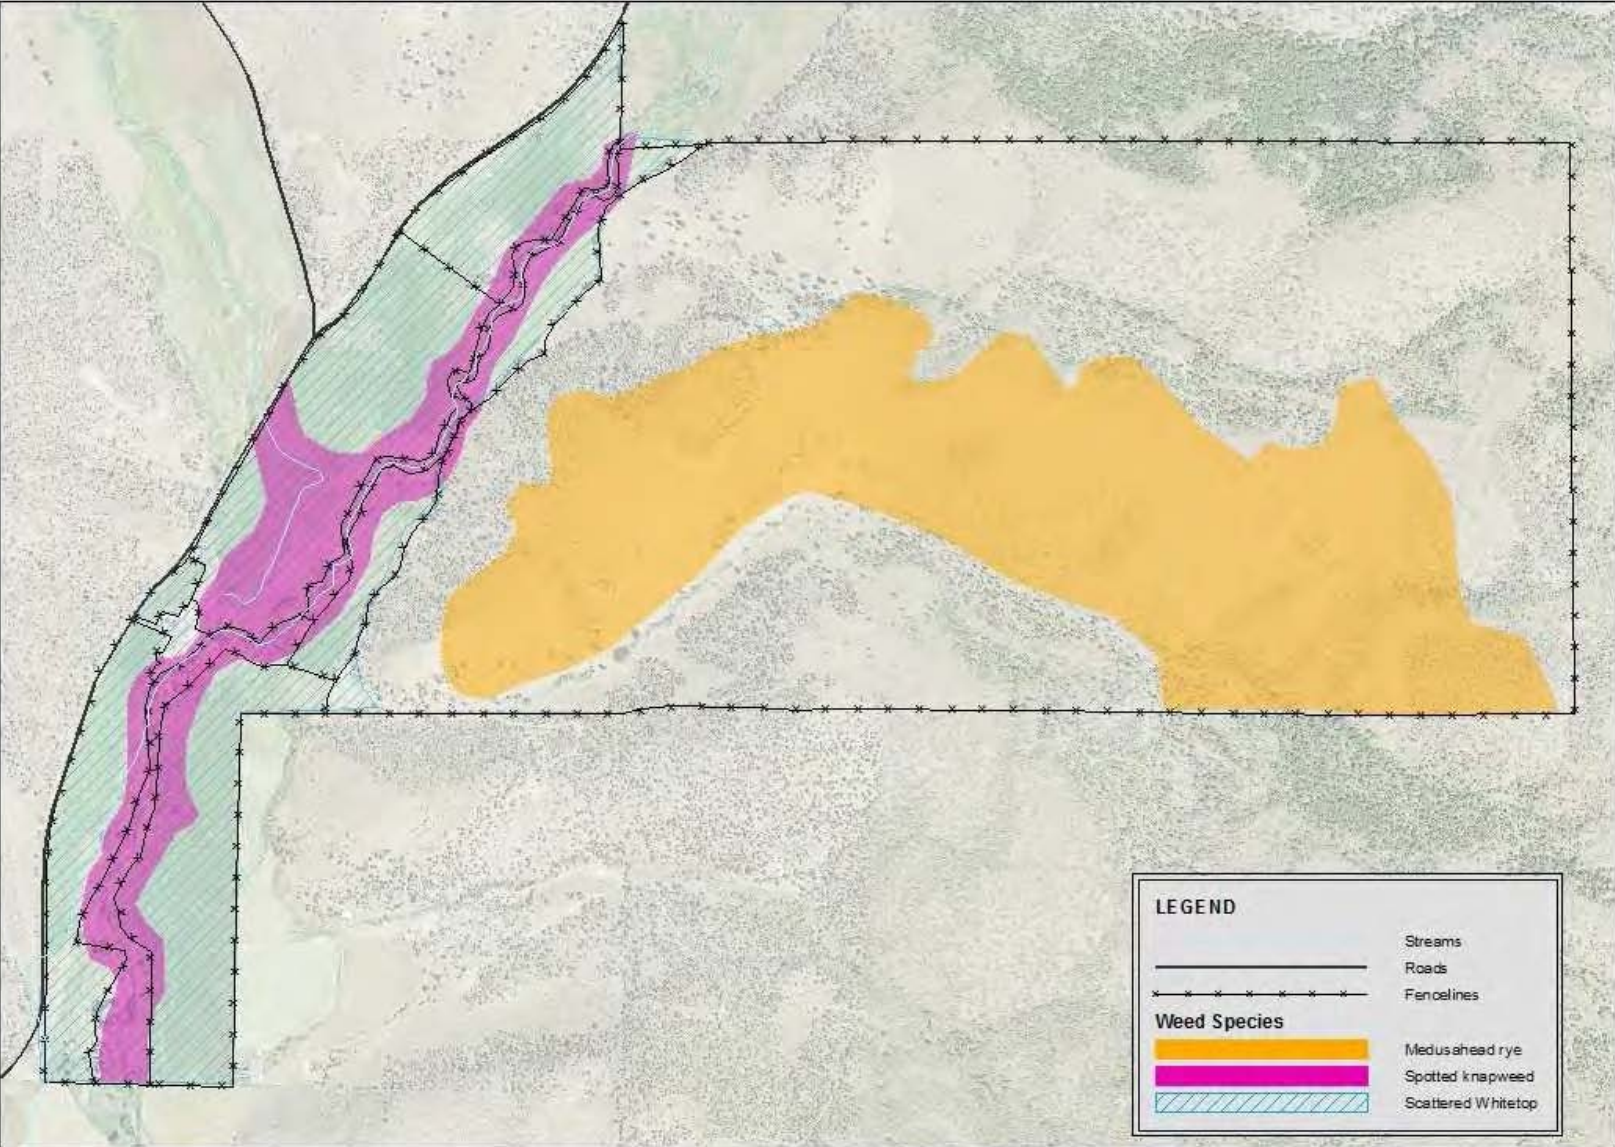 LEGEND
Streams
Roads
Fencelines
Weed Species
Medusahead rye
Spotted knapweed
Scattered Whitetop